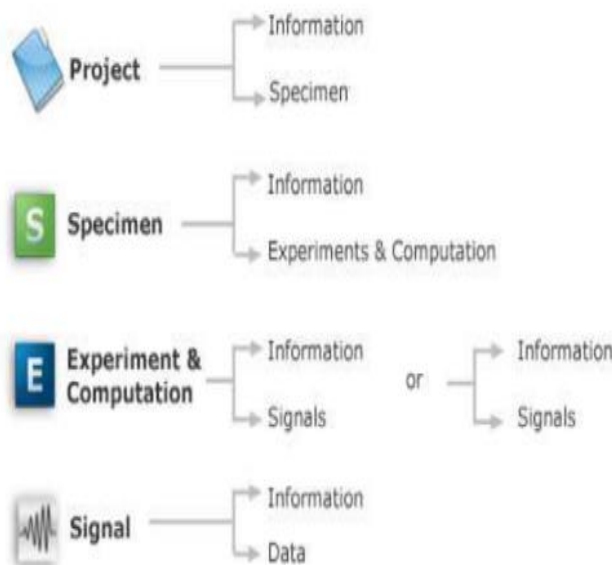 Information
Project
Specimen
Information
S Specimen
Experiments & Computation
Information Information
E Experiment & or
Computation
Signals Signals
Information
Signal
Data